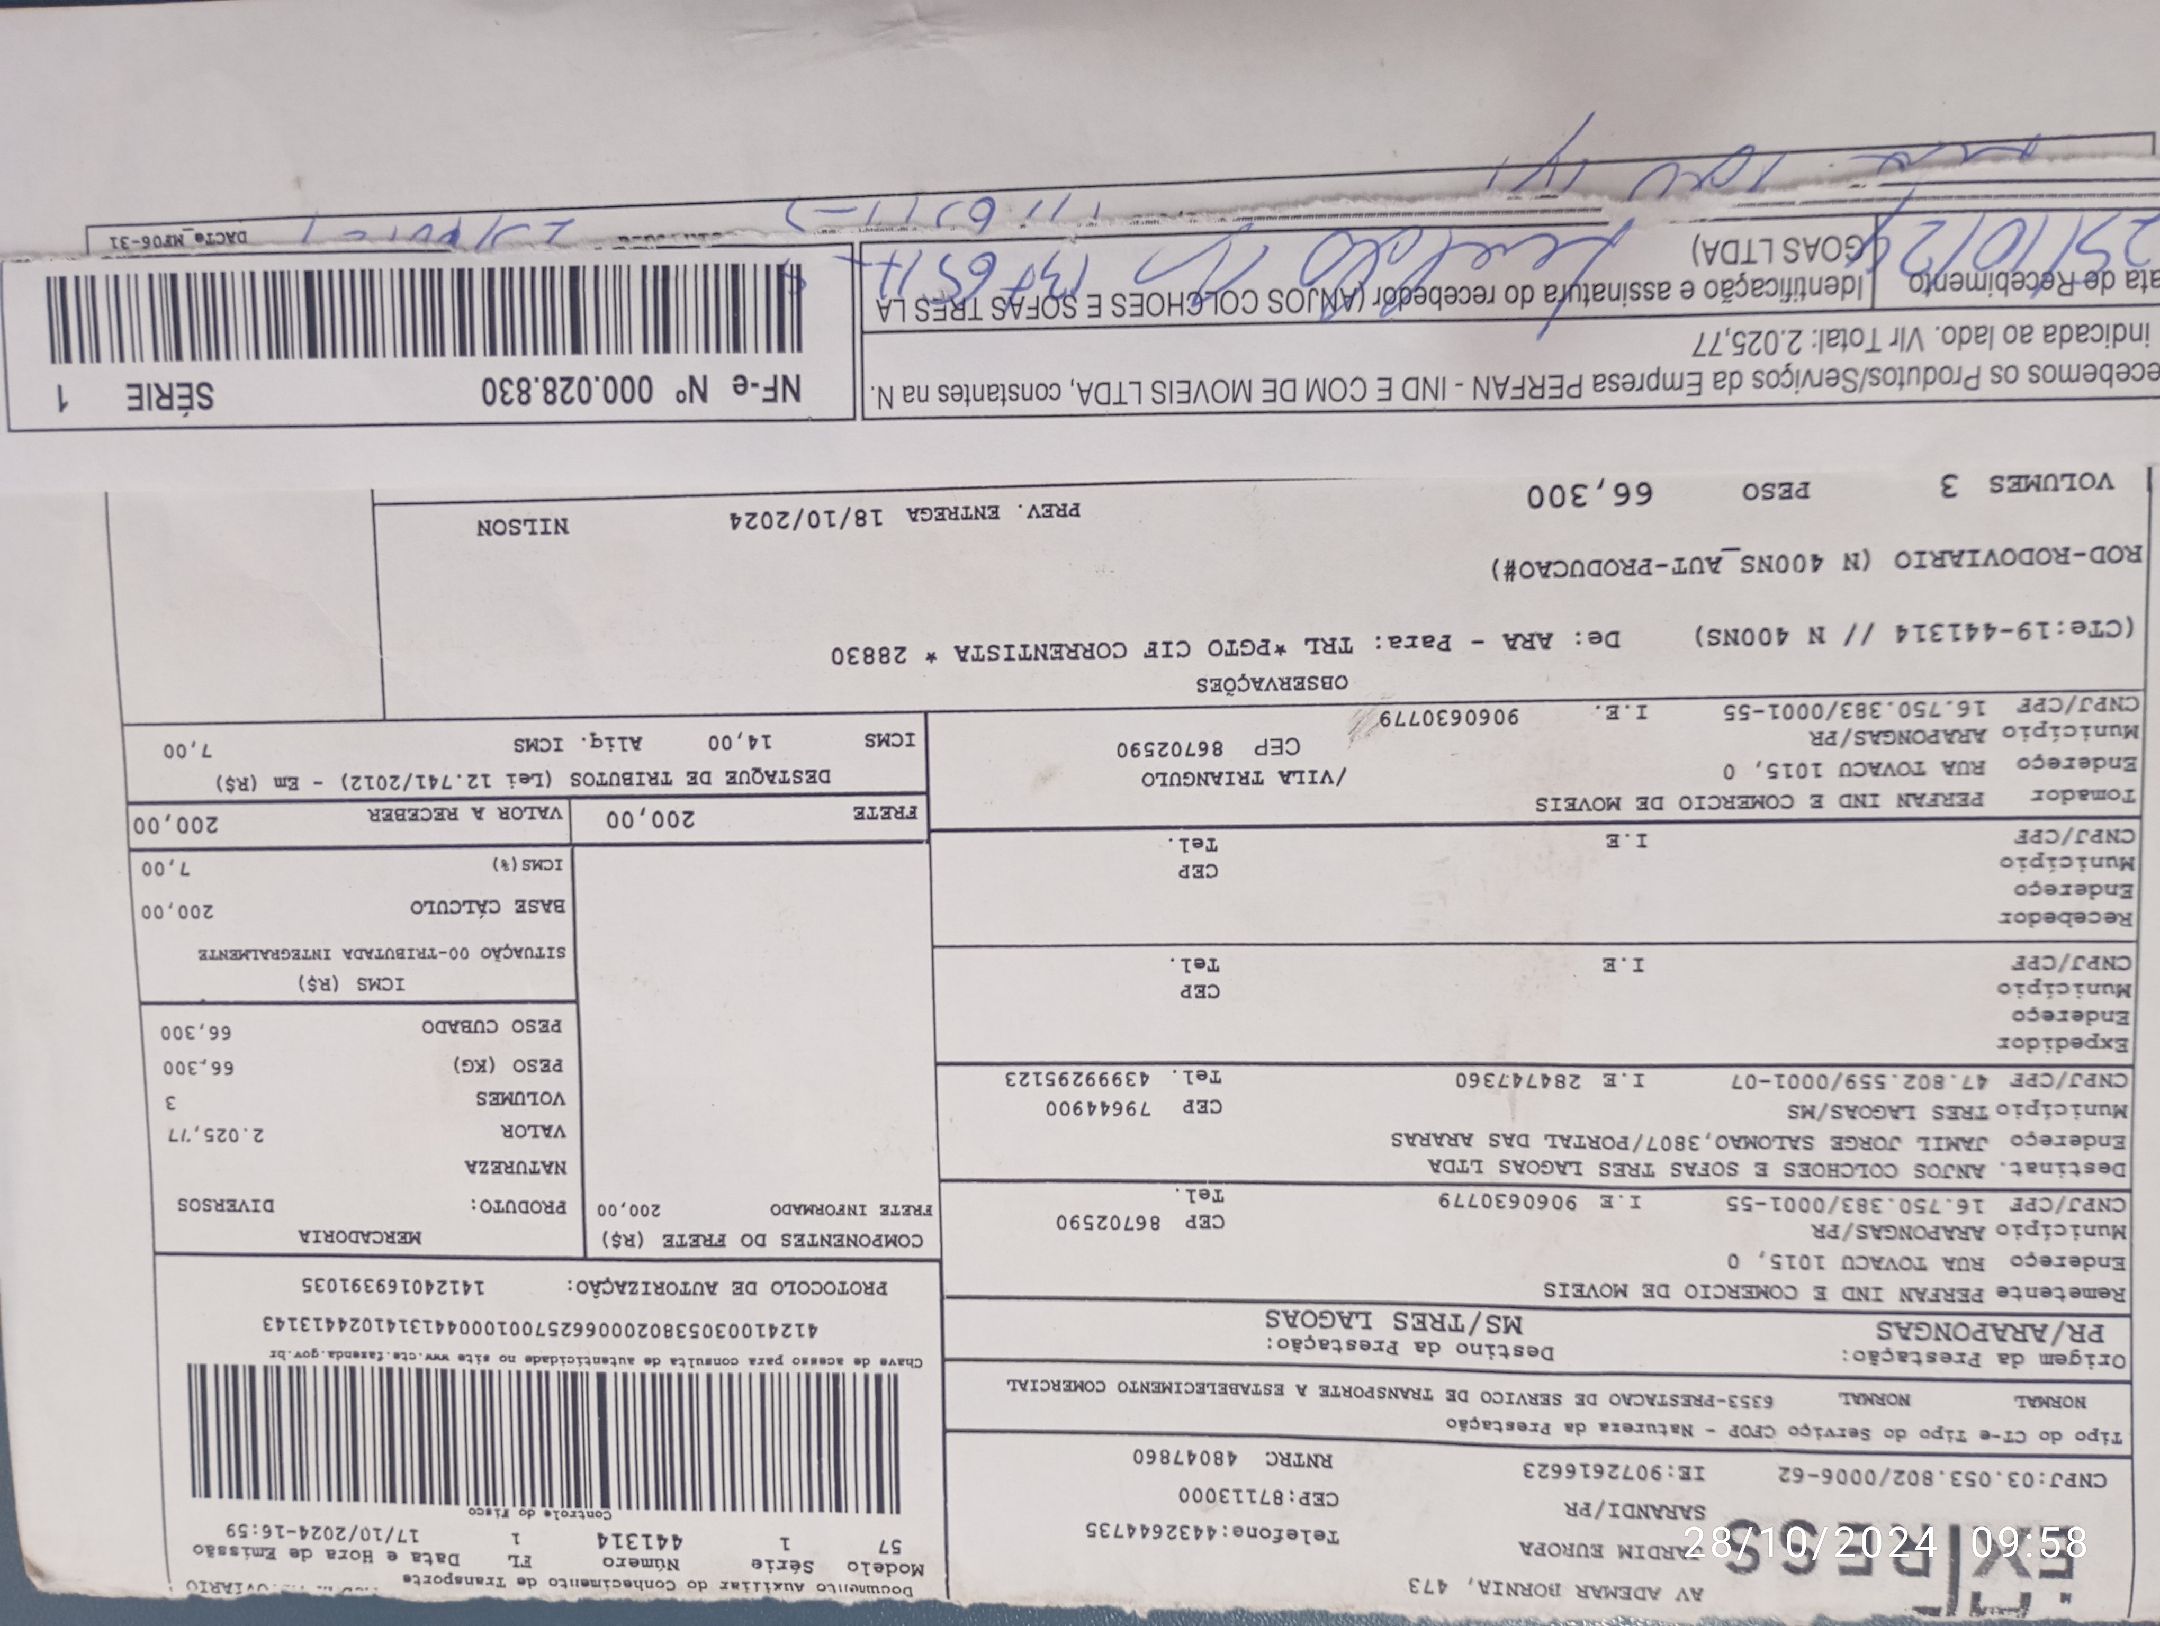 Documento Auxiliar do Conhecimento de Transporte
AV ADEMAR BORNIA, 473
JARDIM EUROPA
SARANDI/PR
Telefone:4432644735
CEP:87113000
CNPJ:03.053.802/0006-62 IE:9072616623 RNTRC 48047860
Modelo Série Número FL Data e Hora de Emissão
57 1 441314 1 17/10/2024-16:59
Controle do Fisco
Tipo do CT-e Tipo do Serviço CFOP - Natureza da Prestação
NORMAL NORMAL 6353-PRESTACAO DE SERVICO DE TRANSPORTE A ESTABELECIMENTO COMERCIAL
Chave de acesso para consulta de autenticidade no site www.cte.fazenda.gov.br
41241003053802000662570010004413141024413143
Origem da Prestação: Destino da Prestação:
PR/ARAPONGAS MS/TRES LAGOAS
PROTOCOLO DE AUTORIZAÇÃO: 141240169391035
Remetente PERFAN IND E COMERCIO DE MOVEIS
Endereço RUA TOVACU 1015, 0
Município ARAPONGAS/PR CEP 86702590
CNPJ/CPF 16.750.383/0001-55 I.E 9060630779 Tel.
Destinat. ANJOS COLCHOES E SOFAS TRES LAGOAS LTDA
Endereço JAMIL JORGE SALOMAO,3807/PORTAL DAS ARARAS
Município TRES LAGOAS/MS CEP 79644900
CNPJ/CPF 47.802.559/0001-07 I.E 284747360 Tel. 43999295123
Expedidor
Endereço
Município CEP
CNPJ/CPF I.E Tel.
Recebedor
Endereço
Município CEP
CNPJ/CPF I.E Tel.
Tomador PERFAN IND E COMERCIO DE MOVEIS
Endereço RUA TOVACU 1015, 0 /VILA TRIANGULO
Município ARAPONGAS/PR CEP 86702590
CNPJ/CPF 16.750.383/0001-55 I.E. 9060630779
COMPONENTES DO FRETE (R$)
FRETE INFORMADO 200,00
MERCADORIA
PRODUTO: DIVERSOS
NATUREZA
VALOR 2.025,77
VOLUMES 3
PESO (KG) 66,300
PESO CUBADO 66,300
ICMS (R$)
SITUAÇÃO 00-TRIBUTADA INTEGRALMENTE
BASE CÁLCULO 200,00
ICMS(%) 7,00
FRETE 200,00 VALOR A RECEBER 200,00
DESTAQUE DE TRIBUTOS (Lei 12.741/2012) - Em (R$)
ICMS 14,00 Aliq. ICMS 7,00
OBSERVAÇÕES
(CTe:19-441314 // N 400NS) De: ARA - Para: TRL *PGTO CIF CORRENTISTA * 28830
ROD-RODOVIARIO (N 400NS_AUT-PRODUCAO#)
VOLUMES 3 PESO 66,300 PREV. ENTREGA 18/10/2024 NILSON
ecebemos os Produtos/Serviços da Empresa PERFAN - IND E COM DE MOVEIS LTDA, constantes na N.
indicada ao lado. Vlr Total: 2.025,77
NF-e Nº 000.028.830 SÉRIE 1
ata de Recebimento
Identificação e assinatura do recebedor (ANJOS COLCHOES E SOFAS TRES LA
GOAS LTDA)
DACTe_MF06-31
28/10/2024 09:58